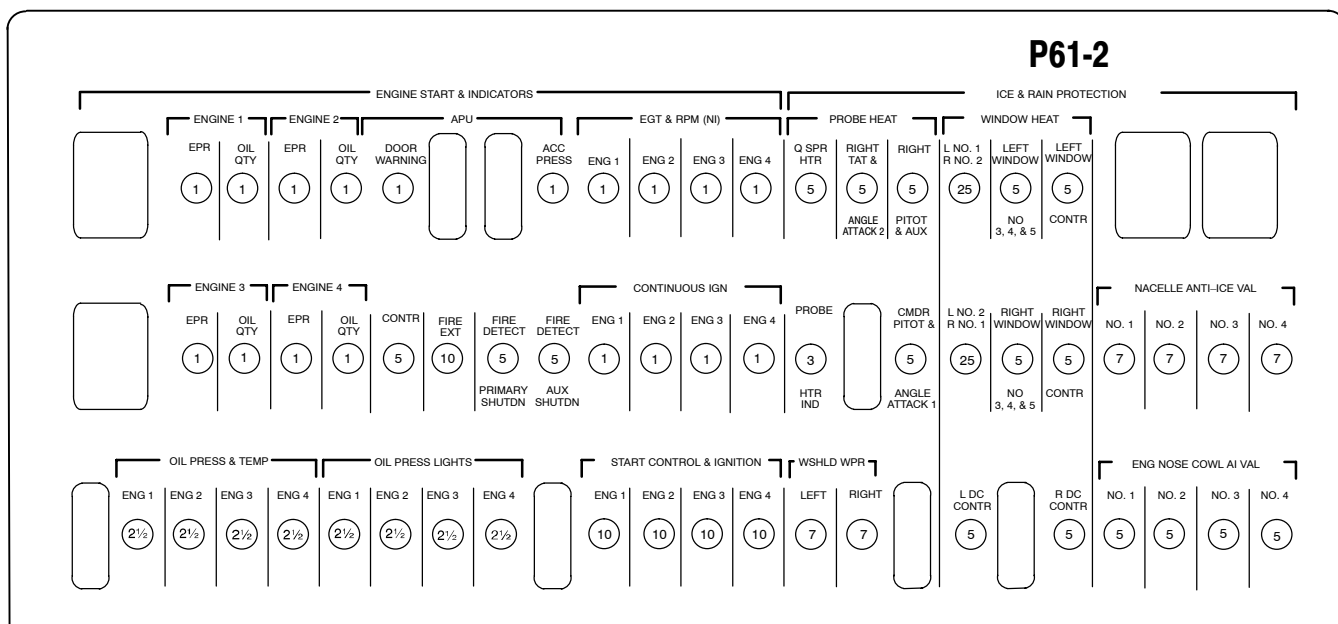 P61-2
ENGINE START & INDICATORS ICE & RAIN PROTECTION
ENGINE 1 ENGINE 2 APU EGT & RPM (NI) PROBE HEAT WINDOW HEAT
EPR OIL QTY EPR OIL QTY DOOR WARNING ACC PRESS ENG 1 ENG 2 ENG 3 ENG 4 Q SPR HTR RIGHT TAT & RIGHT L NO. 1 R NO. 2 LEFT WINDOW LEFT WINDOW
1 1 1 1 1 1 1 1 1 1 5 5 5 25 5 5
ANGLE ATTACK 2 PITOT & AUX NO 3, 4, & 5 CONTR
ENGINE 3 ENGINE 4 CONTINUOUS IGN NACELLE ANTI–ICE VAL
EPR OIL QTY EPR OIL QTY CONTR FIRE EXT FIRE DETECT FIRE DETECT ENG 1 ENG 2 ENG 3 ENG 4 PROBE CMDR PITOT & L NO. 2 R NO. 1 RIGHT WINDOW RIGHT WINDOW NO. 1 NO. 2 NO. 3 NO. 4
1 1 1 1 5 10 5 5 1 1 1 1 3 5 25 5 5 7 7 7 7
PRIMARY SHUTDN AUX SHUTDN HTR IND ANGLE ATTACK 1 NO 3, 4, & 5 CONTR
OIL PRESS & TEMP OIL PRESS LIGHTS START CONTROL & IGNITION WSHLD WPR ENG NOSE COWL AI VAL
ENG 1 ENG 2 ENG 3 ENG 4 ENG 1 ENG 2 ENG 3 ENG 4 ENG 1 ENG 2 ENG 3 ENG 4 LEFT RIGHT L DC CONTR R DC CONTR NO. 1 NO. 2 NO. 3 NO. 4
2½ 2½ 2½ 2½ 2½ 2½ 2½ 2½ 10 10 10 10 7 7 5 5 5 5 5 5